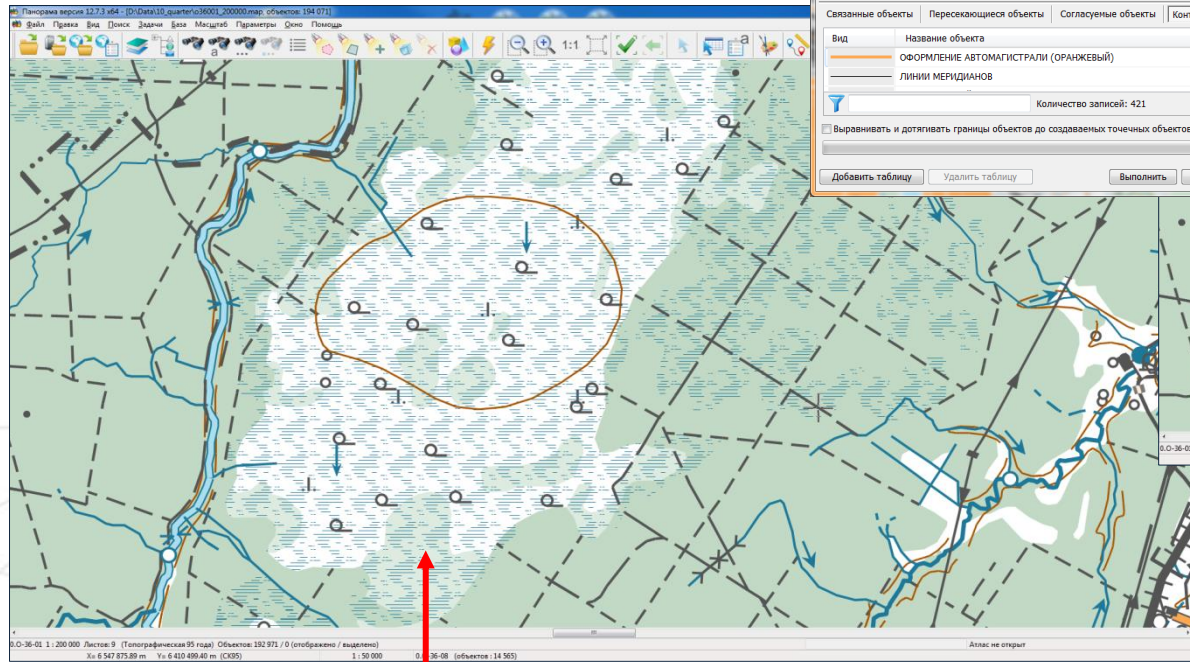 Панорама версия 12.7.3 x64 - [D:\Data\10_quarter\o36001_200000.map, объектов: 194 071]
Файл Правка Вид Поиск Задачи База Масштаб Параметры Окно Помощь
1:1
Связанные объекты Пересекающиеся объекты Согласуемые объекты Конт
Вид Название объекта
ОФОРМЛЕНИЕ АВТОМАГИСТРАЛИ (ОРАНЖЕВЫЙ)
ЛИНИИ МЕРИДИАНОВ
Количество записей: 421
Выравнивать и дотягивать границы объектов до создаваемых точечных объектов
Добавить таблицу Удалить таблицу Выполнить
0.О-36-01 1 : 200 000 Листов: 9 (Топографическая 95 года) Объектов: 192 971 / 0 (отображено / выделено) Атлас не открыт
X= 6 547 875.89 m Y= 6 410 499.40 m (СК95) 1 : 50 000 (объектов : 14 565)